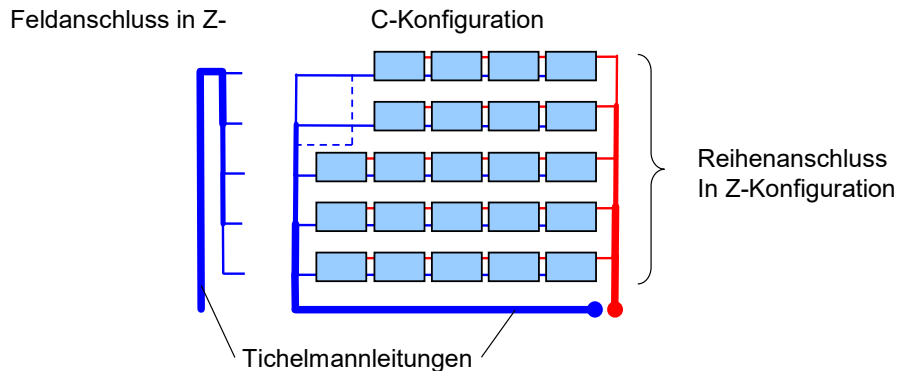 Feldanschluss in Z-
C-Konfiguration
Reihenanschluss
In Z-Konfiguration
Tichelmannleitungen